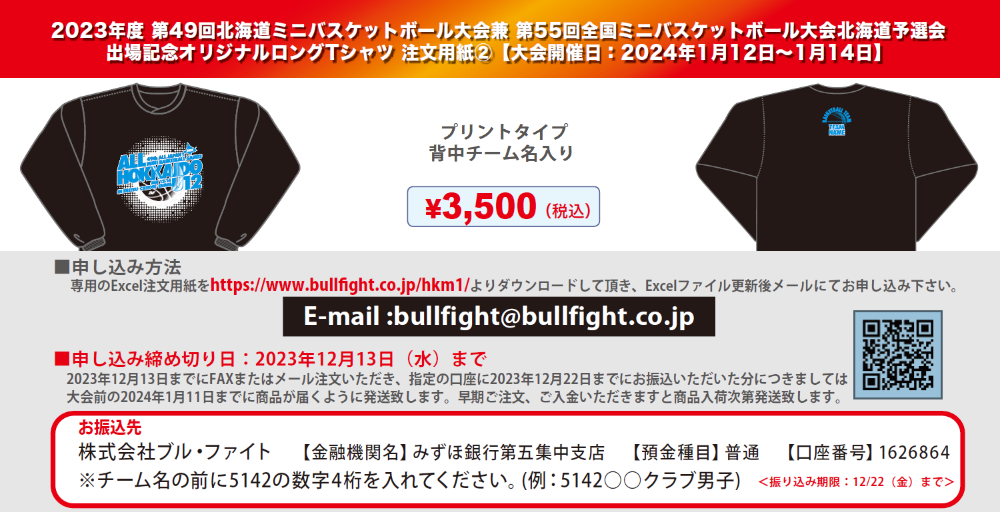 2023年度 第49回北海道ミニバスケットボール大会兼 第55回全国ミニバスケットボール大会北海道予選会
出場記念オリジナルロングTシャツ 注文用紙②【大会開催日：2024年1月12日～1月14日】
49th ALL JAPAN
MINI BASKETBALL GAMES
ALL
HOKKAIDO
U12
プリントタイプ
背中チーム名入り
¥3,500（税込）
BASKETBALL TEAM
TEAM
NAME
■申し込み方法
専用のExcel注文用紙をhttps://www.bullfight.co.jp/hkm1/よりダウンロードして頂き、Excelファイル更新後メールにてお申し込み下さい。
E-mail :bullfight@bullfight.co.jp
■申し込み締め切り日：2023年12月13日（水）まで
2023年12月13日までにFAXまたはメール注文いただき、指定の口座に2023年12月22日までにお振込いただいた分につきましては
大会前の2024年1月11日までに商品が届くように発送致します。早期ご注文、ご入金いただきますと商品入荷次第発送致します。
お振込先
株式会社ブル・ファイト 【金融機関名】みずほ銀行第五集中支店 【預金種目】普通 【口座番号】1626864
※チーム名の前に5142の数字4桁を入れてください。(例：5142○○クラブ男子) ＜振り込み期限：12/22（金）まで＞